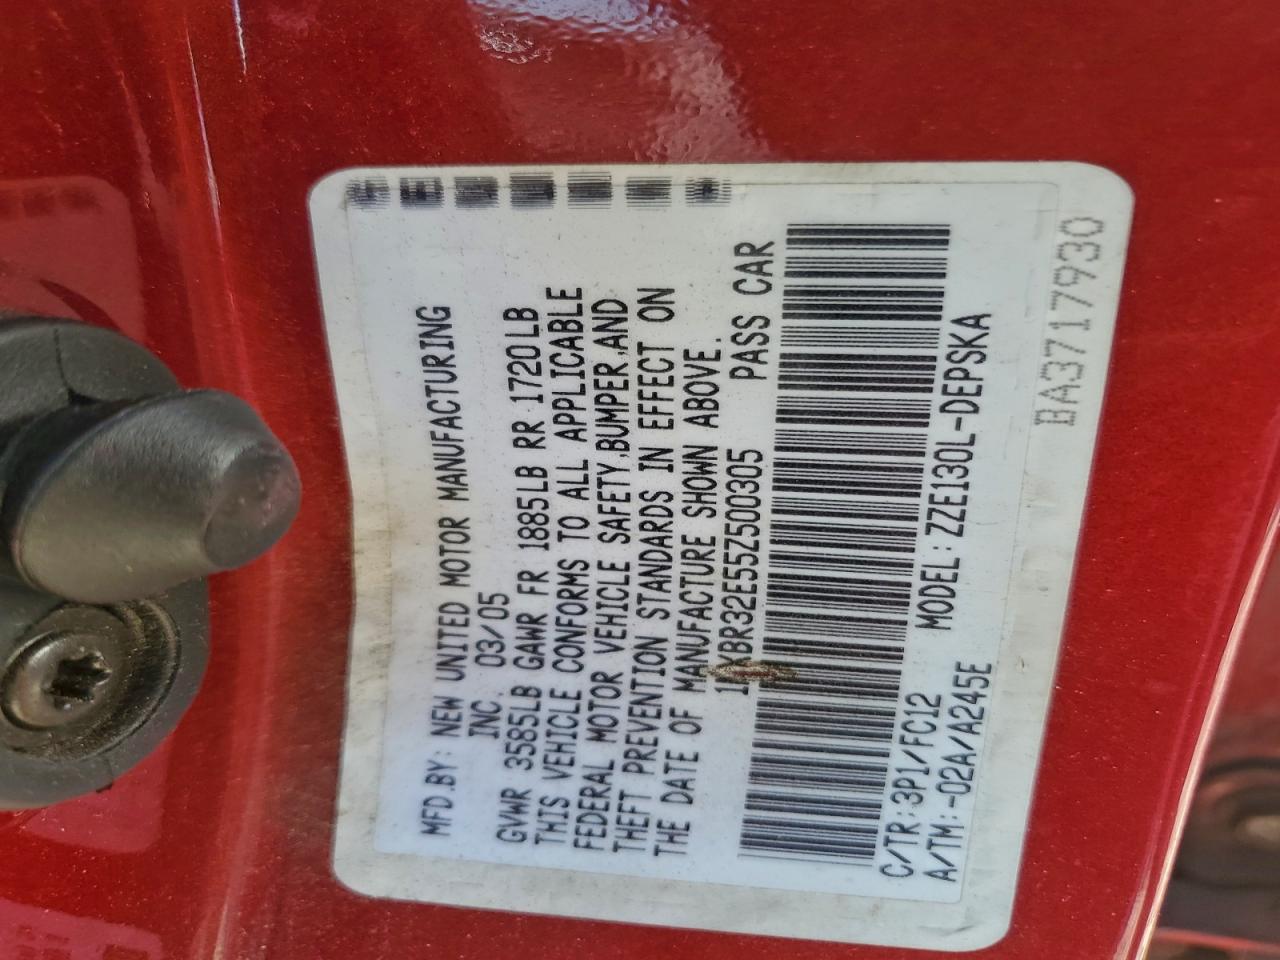 MFD.BY: NEW UNITED MOTOR MANUFACTURING
INC. 03/05
GVWR 3585LB GAWR FR 1885LB RR 1720LB
THIS VEHICLE CONFORMS TO ALL APPLICABLE
FEDERAL MOTOR VEHICLE SAFETY,BUMPER,AND
THEFT PREVENTION STANDARDS IN EFFECT ON
THE DATE OF MANUFACTURE SHOWN ABOVE.
PASS CAR
C/TR:3P1/FC12 MODEL:ZZE130L-DEPSKA
A/TM:-02A/A245E
BA3717930